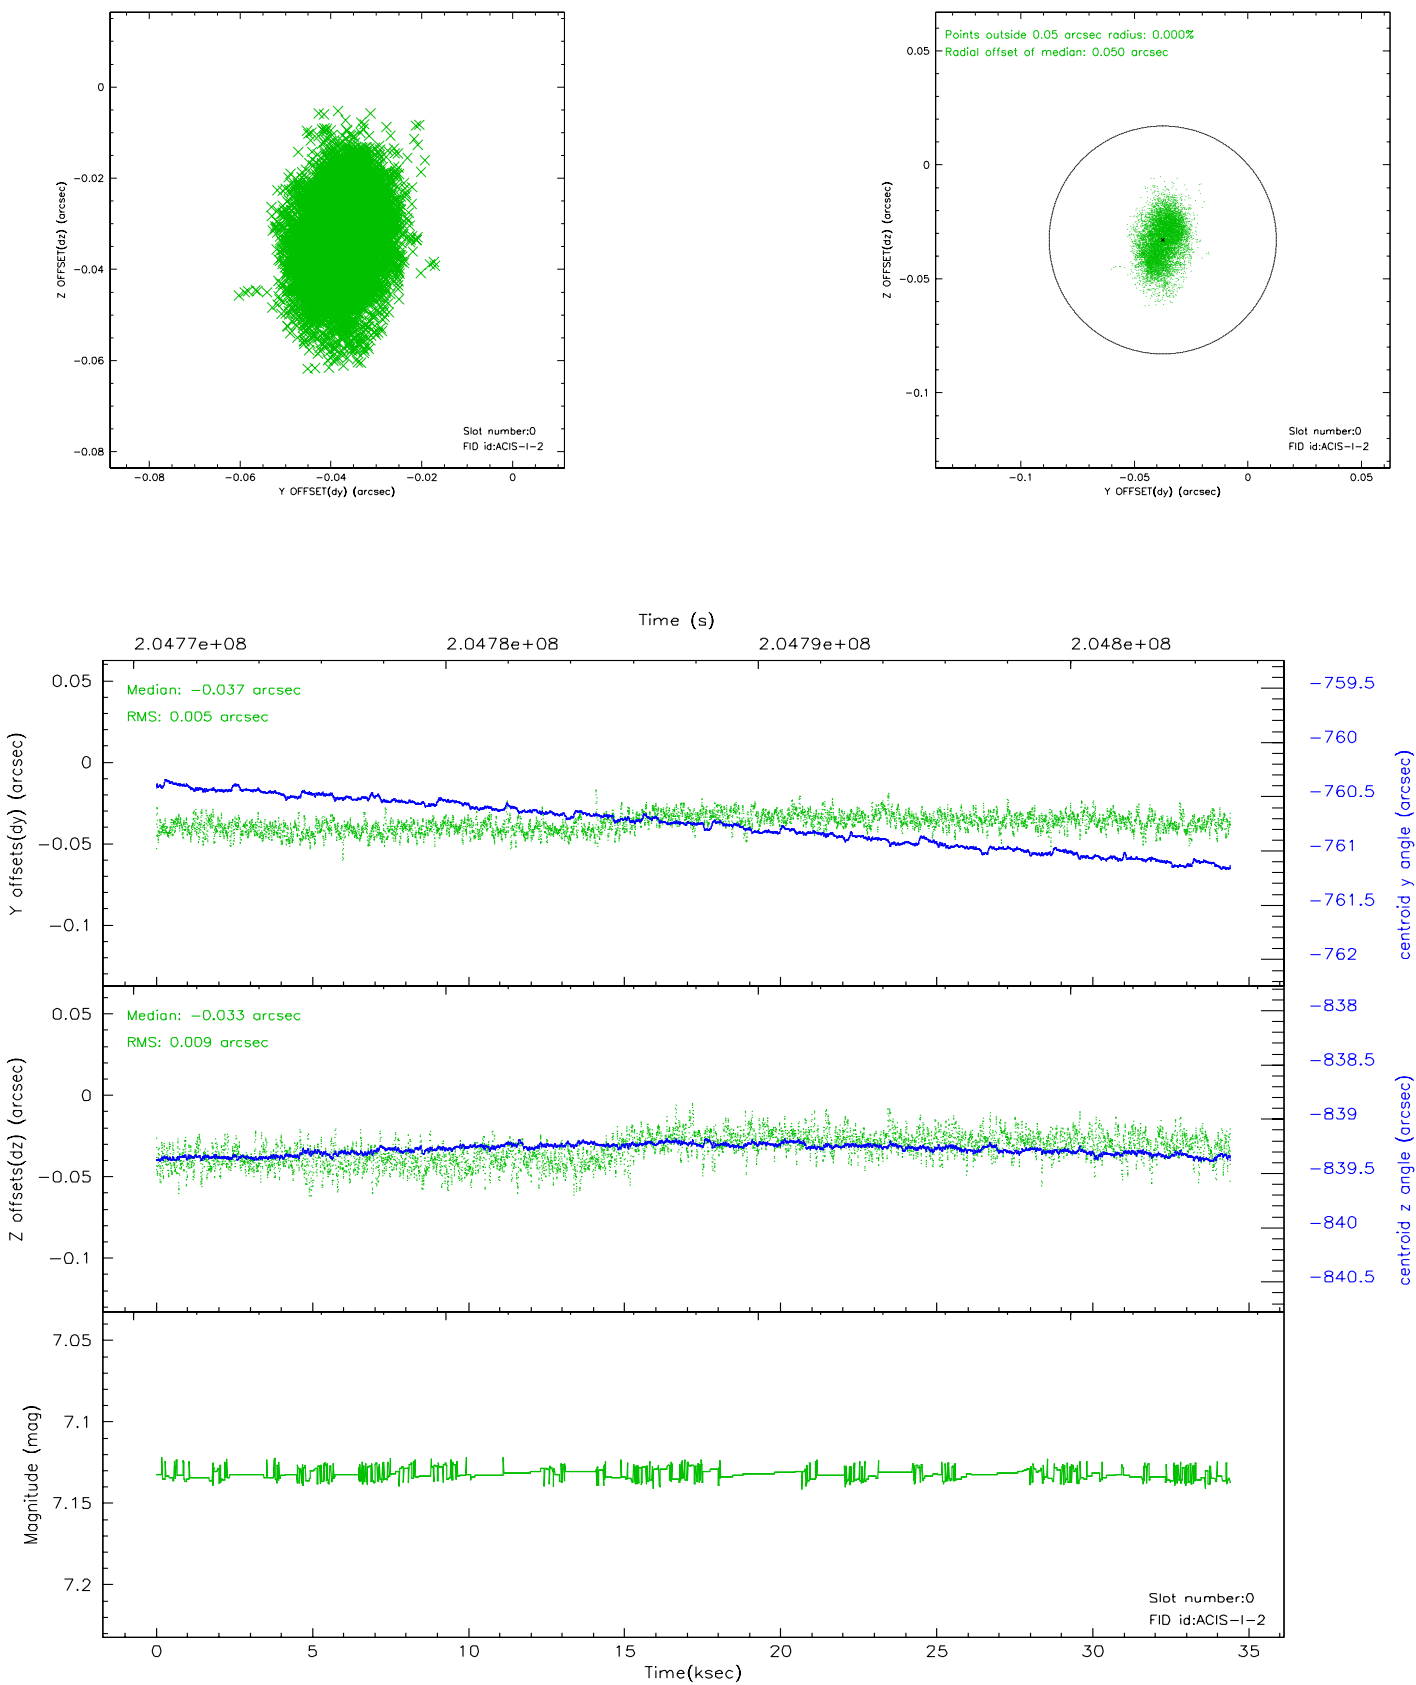 0
-0.02
-0.04
-0.06
-0.08
Z OFFSET(dz) (arcsec)
Slot number:0
FID id:ACIS-I-2
-0.08 -0.06 -0.04 -0.02 0
Y OFFSET(dy) (arcsec)
Points outside 0.05 arcsec radius: 0.000%
Radial offset of median: 0.050 arcsec
0.05
0
-0.05
-0.1
Z OFFSET(dz) (arcsec)
Slot number:0
FID id:ACIS-I-2
-0.1 -0.05 0 0.05
Y OFFSET(dy) (arcsec)
Time (s)
2.0477e+08 2.0478e+08 2.0479e+08 2.048e+08
Median: -0.037 arcsec
RMS: 0.005 arcsec
0.05
0
-0.05
-0.1
Y offsets(dy) (arcsec)
-759.5
-760
-760.5
-761
-761.5
-762
centroid y angle (arcsec)
Median: -0.033 arcsec
RMS: 0.009 arcsec
0.05
0
-0.05
-0.1
Z offsets(dz) (arcsec)
-838
-838.5
-839
-839.5
-840
-840.5
centroid z angle (arcsec)
7.05
7.1
7.15
7.2
Magnitude (mag)
Slot number:0
FID id:ACIS-I-2
0 5 10 15 20 25 30 35
Time(ksec)